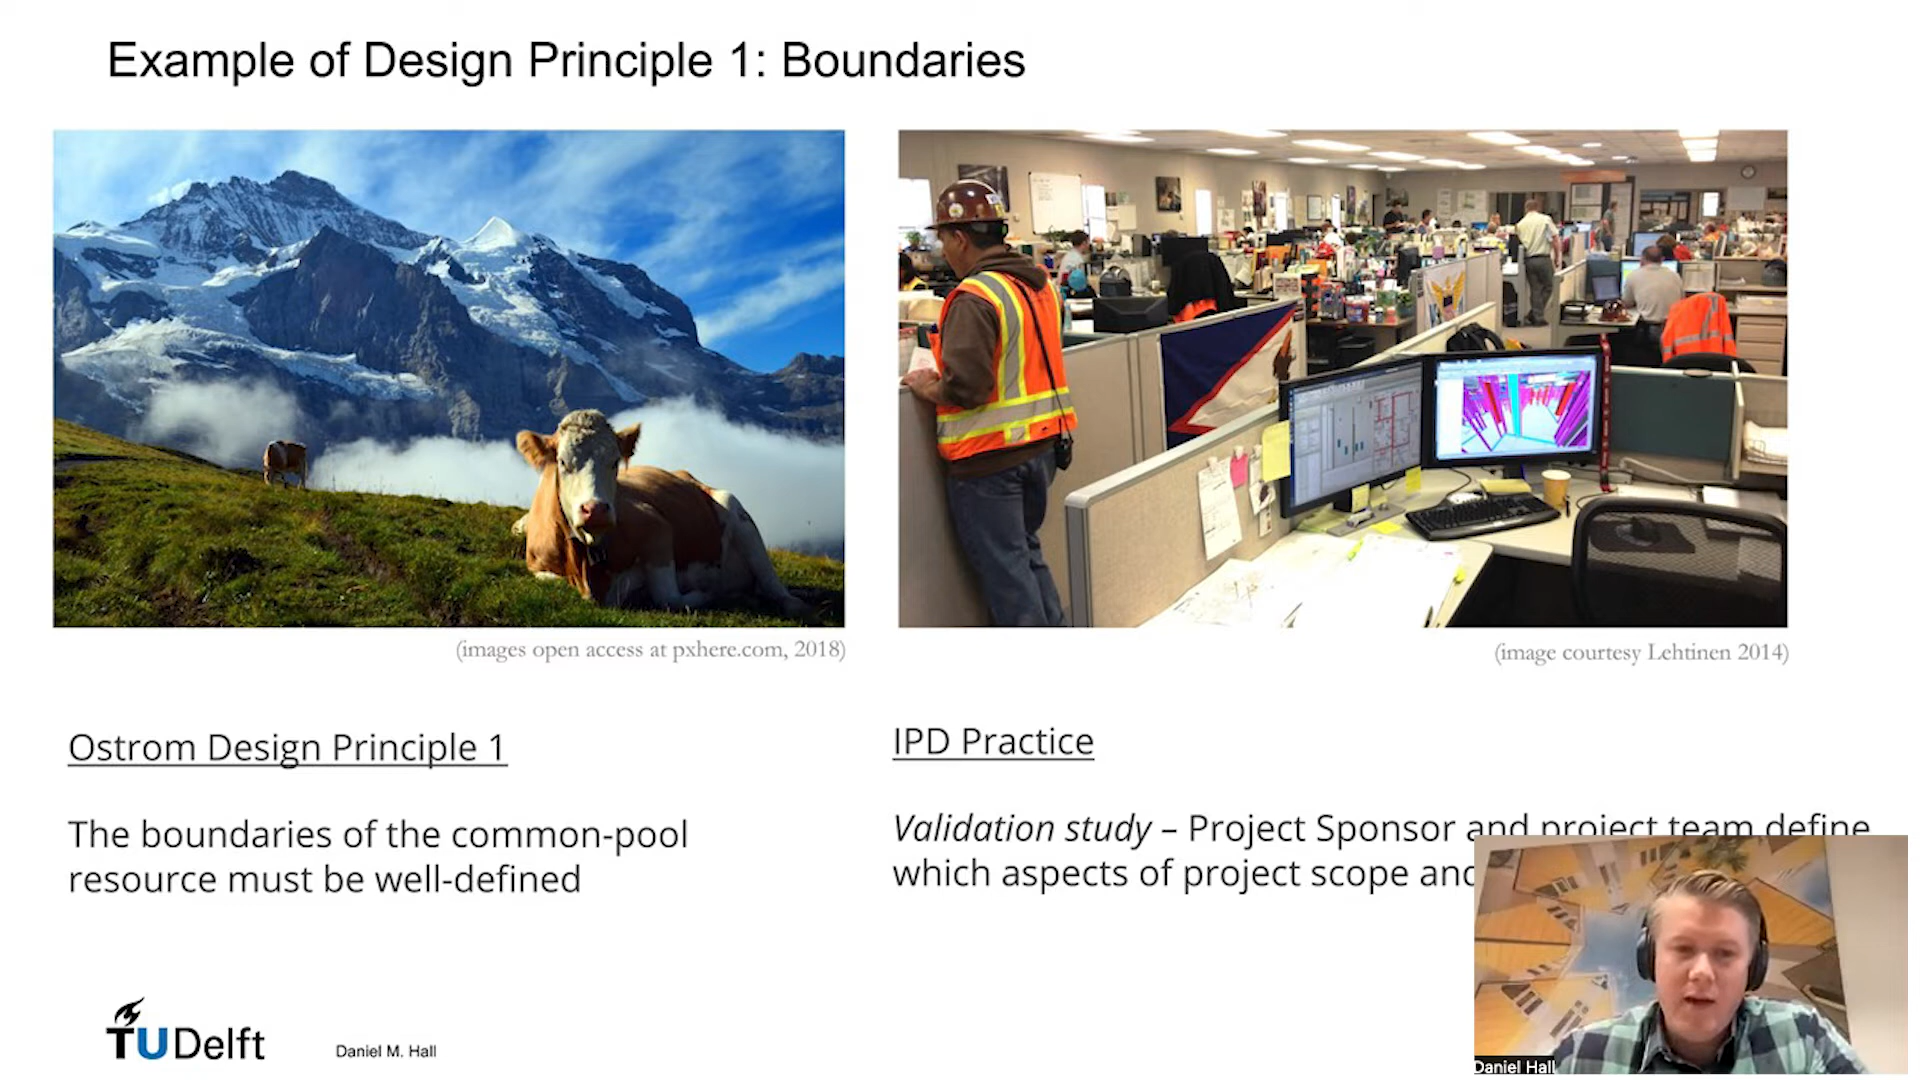 Example of Design Principle 1: Boundaries
(images open access at pxhere.com, 2018)
(image courtesy Lehtinen 2014)
Ostrom Design Principle 1
The boundaries of the common-pool
resource must be well-defined
IPD Practice
Validation study – Project Sponsor and project team define
which aspects of project scope and
TUDelft
Daniel M. Hall
Daniel Hall